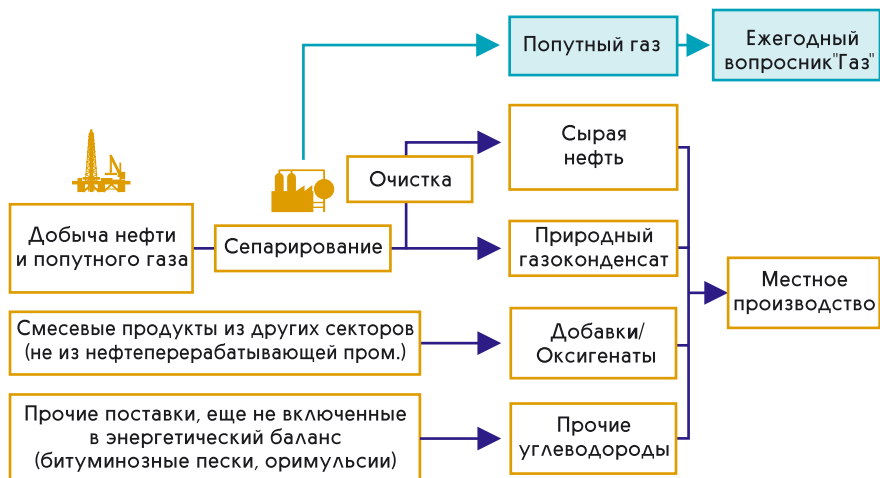 Попутный газ
Ежегодный
вопросник"Газ"
Сырая
нефть
Очистка
Добыча нефти
и попутного газа
Сепарирование
Природный
газоконденсат
Местное
производство
Смесевые продукты из других секторов
(не из нефтеперерабатывающей пром.)
Добавки/
Оксигенаты
Прочие поставки, еще не включенные
в энергетический баланс
(битуминозные пески, оримульсии)
Прочие
углеводороды